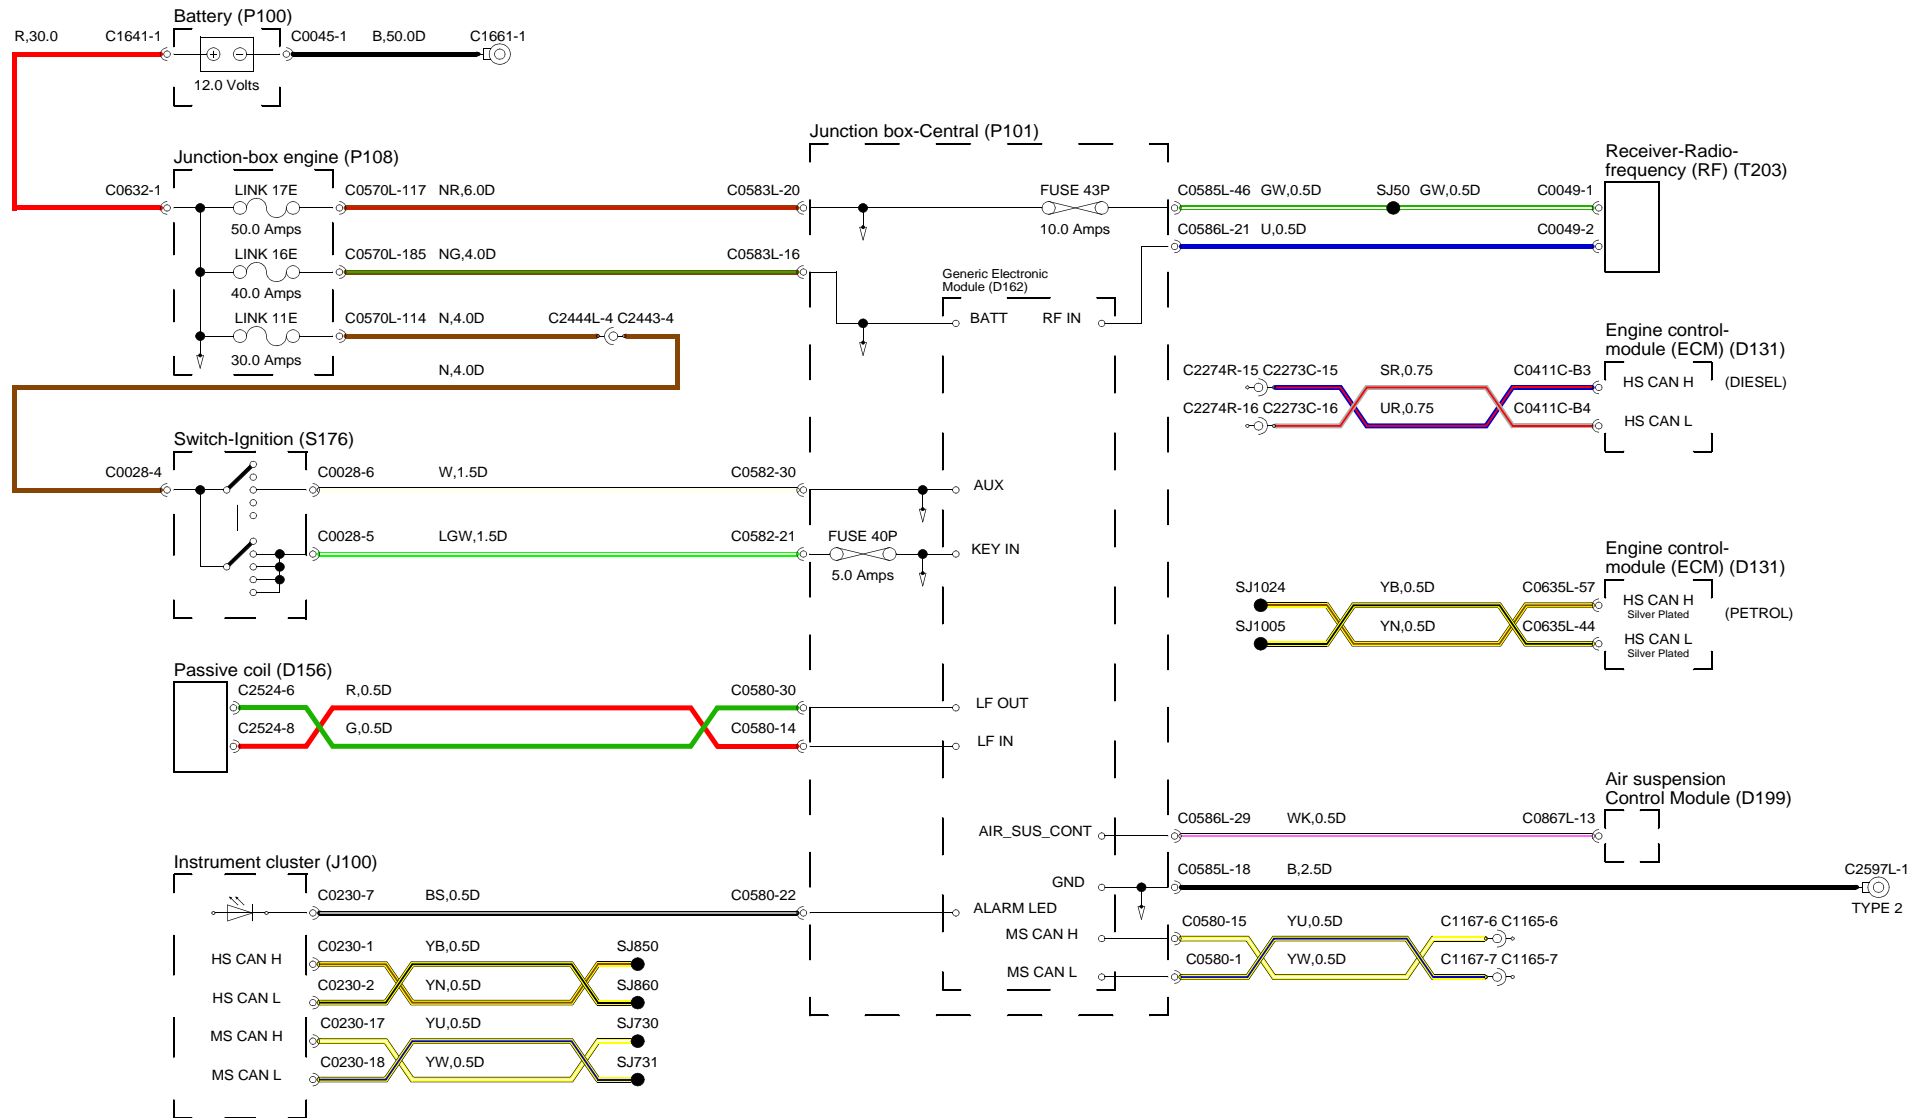 Battery (P100)
R,30.0 C1641-1 C0045-1 B,50.0D C1661-1
12.0 Volts
Junction box-Central (P101)
Junction-box engine (P108)
Receiver-Radio-
frequency (RF) (T203)
C0632-1 LINK 17E C0570L-117 NR,6.0D C0583L-20 FUSE 43P C0585L-46 GW,0.5D SJ50 GW,0.5D C0049-1
50.0 Amps 10.0 Amps C0586L-21 U,0.5D C0049-2
LINK 16E C0570L-185 NG,4.0D C0583L-16
40.0 Amps
Generic Electronic
Module (D162)
LINK 11E C0570L-114 N,4.0D C2444L-4 C2443-4 BATT RF IN
30.0 Amps
N,4.0D
Engine control-
module (ECM) (D131)
C2274R-15 C2273C-15 SR,0.75 C0411C-B3 HS CAN H (DIESEL)
C2274R-16 C2273C-16 UR,0.75 C0411C-B4 HS CAN L
Switch-Ignition (S176)
C0028-4 C0028-6 W,1.5D C0582-30 AUX
C0028-5 LGW,1.5D C0582-21 FUSE 40P KEY IN
5.0 Amps
Engine control-
module (ECM) (D131)
SJ1024 YB,0.5D C0635L-57 HS CAN H
Silver Plated (PETROL)
SJ1005 YN,0.5D C0635L-44 HS CAN L
Silver Plated
Passive coil (D156)
C2524-6 R,0.5D C0580-30 LF OUT
C2524-8 G,0.5D C0580-14 LF IN
Air suspension
Control Module (D199)
AIR_SUS_CONT C0586L-29 WK,0.5D C0867L-13
Instrument cluster (J100)
GND C0585L-18 B,2.5D C2597L-1
TYPE 2
C0230-7 BS,0.5D C0580-22 ALARM LED
MS CAN H C0580-15 YU,0.5D C1167-6 C1165-6
MS CAN L C0580-1 YW,0.5D C1167-7 C1165-7
HS CAN H C0230-1 YB,0.5D SJ850
HS CAN L C0230-2 YN,0.5D SJ860
MS CAN H C0230-17 YU,0.5D SJ730
MS CAN L C0230-18 YW,0.5D SJ731